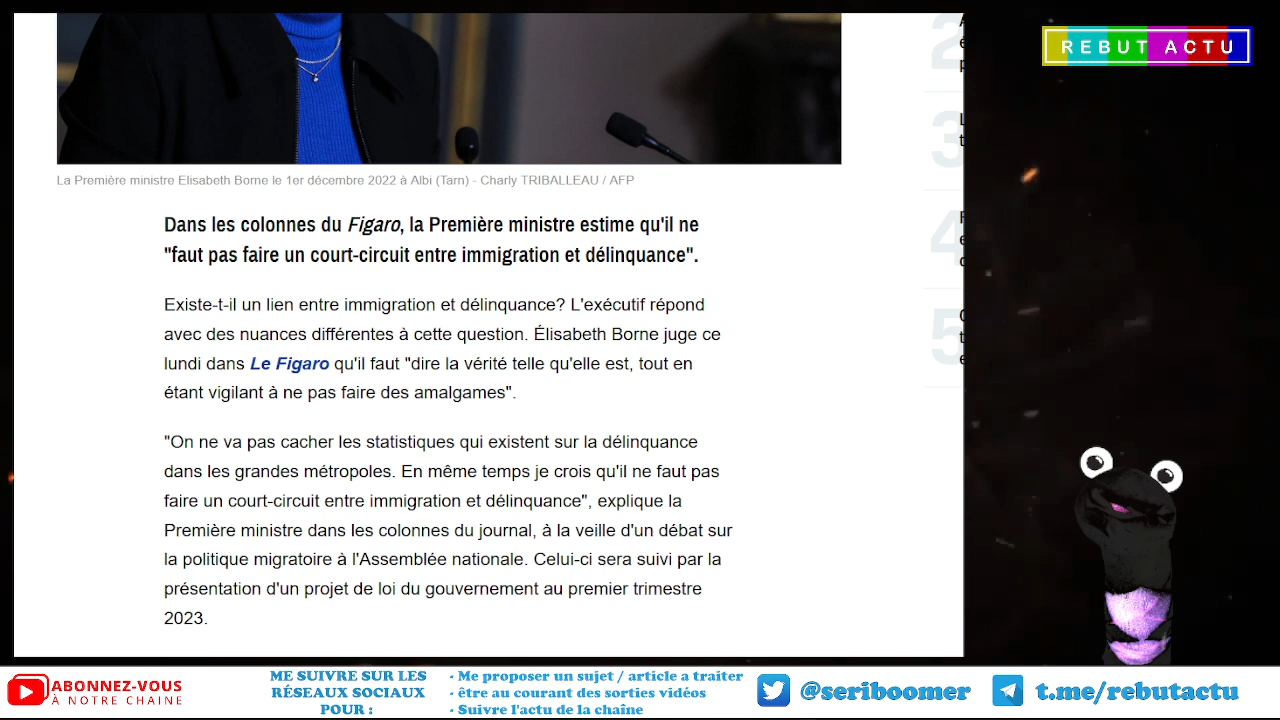 REBUT ACTU
2
3
4
5
La Première ministre Elisabeth Borne le 1er décembre 2022 à Albi (Tarn) - Charly TRIBALLEAU / AFP
Dans les colonnes du Figaro, la Première ministre estime qu'il ne
"faut pas faire un court-circuit entre immigration et délinquance".
Existe-t-il un lien entre immigration et délinquance? L'exécutif répond
avec des nuances différentes à cette question. Élisabeth Borne juge ce
lundi dans Le Figaro qu'il faut "dire la vérité telle qu'elle est, tout en
étant vigilant à ne pas faire des amalgames".
"On ne va pas cacher les statistiques qui existent sur la délinquance
dans les grandes métropoles. En même temps je crois qu'il ne faut pas
faire un court-circuit entre immigration et délinquance", explique la
Première ministre dans les colonnes du journal, à la veille d'un débat sur
la politique migratoire à l'Assemblée nationale. Celui-ci sera suivi par la
présentation d'un projet de loi du gouvernement au premier trimestre
2023.
ABONNEZ-VOUS
À NOTRE CHAINE
ME SUIVRE SUR LES
RÉSEAUX SOCIAUX
POUR :
- Me proposer un sujet / article a traiter
- être au courant des sorties vidéos
- Suivre l'actu de la chaîne
@seriboomer
t.me/rebutactu